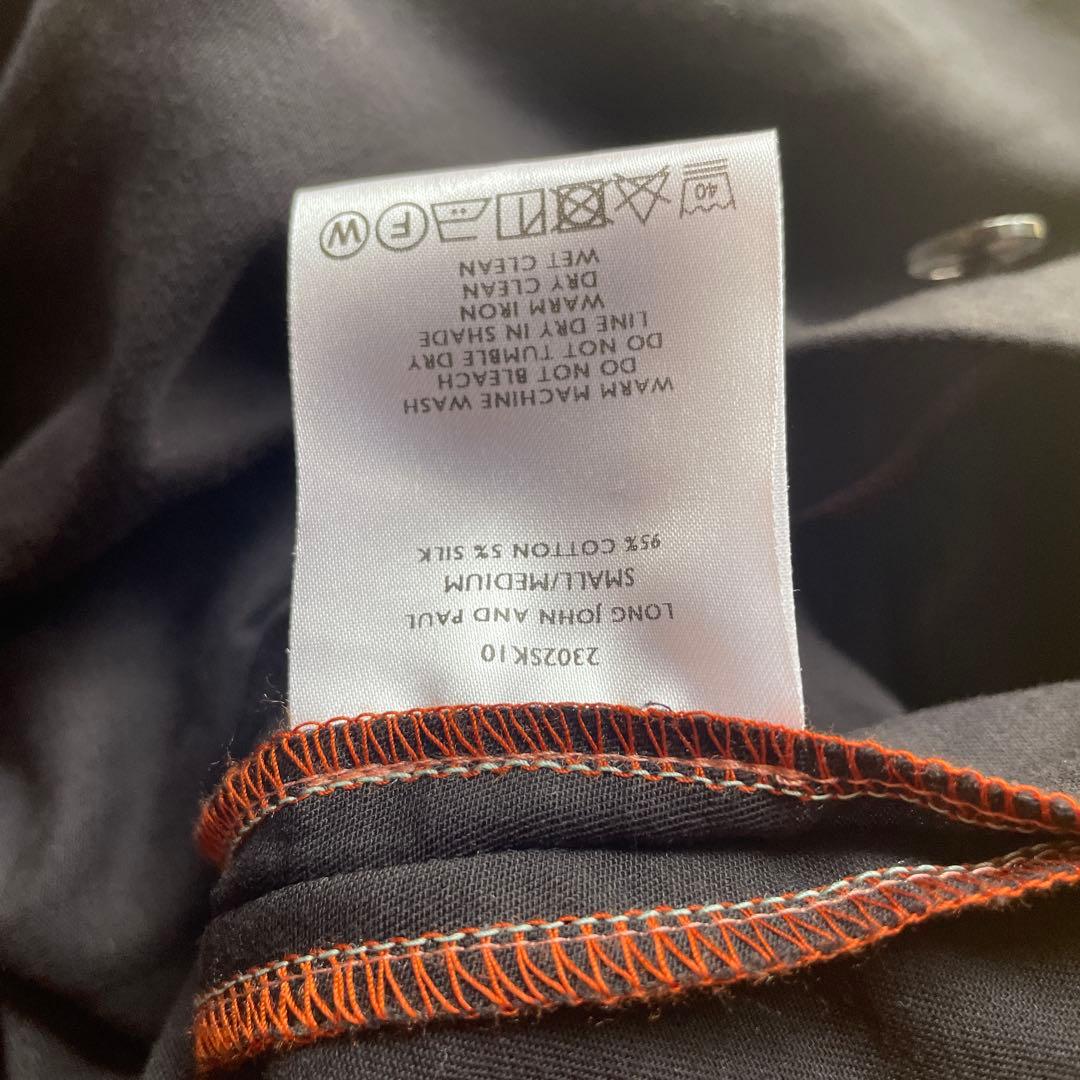 2302SK10
LONG JOHN AND PAUL
SMALL/MEDIUM
95% COTTON 5% SILK
WARM MACHINE WASH
DO NOT BLEACH
DO NOT TUMBLE DRY
LINE DRY IN SHADE
WARM IRON
DRY CLEAN
WET CLEAN
40 F W